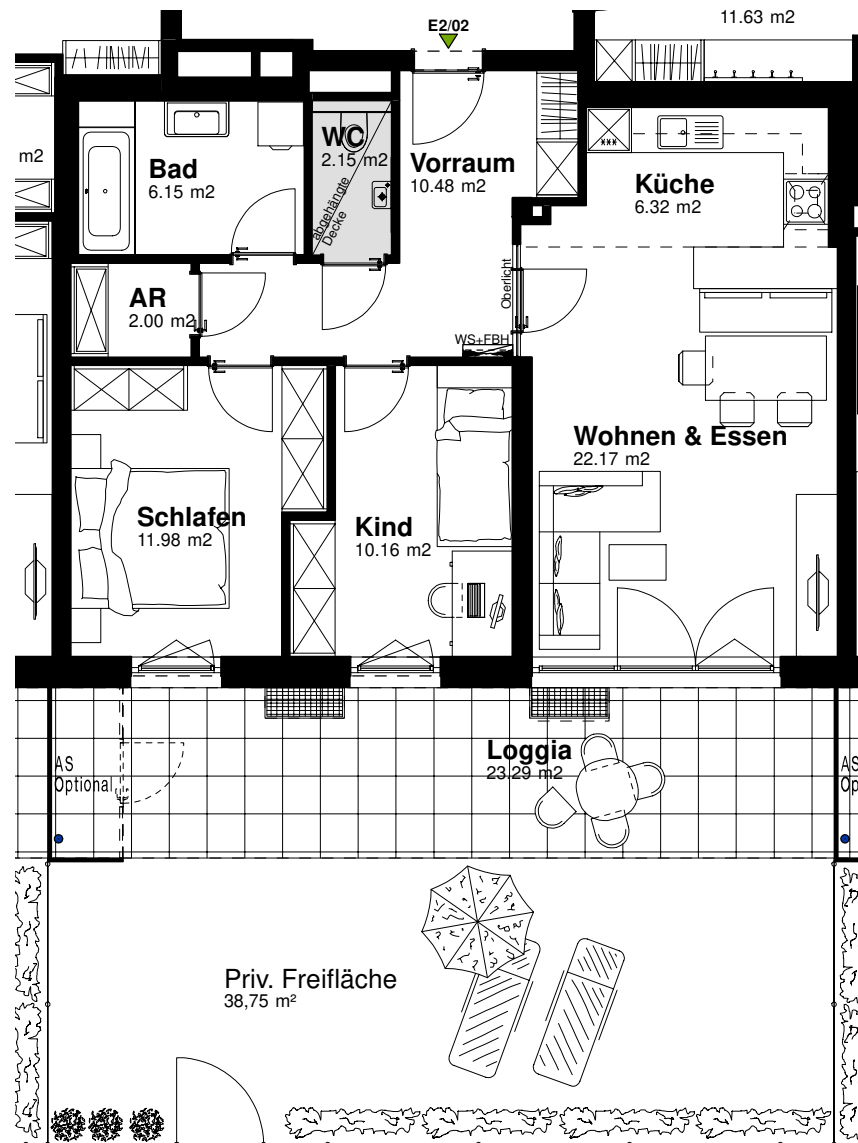 E2/02
11.63 m2
m2
WC
2.15 m2
Bad
6.15 m2
Vorraum
10.48 m2
Küche
6.32 m2
abgehängte
Decke
Oberlicht
AR
2.00 m2
WS+FBH
Wohnen & Essen
22.17 m2
Schlafen
11.98 m2
Kind
10.16 m2
Loggia
23.29 m2
AS
Optional
AS
Op
Priv. Freifläche
38,75 m²